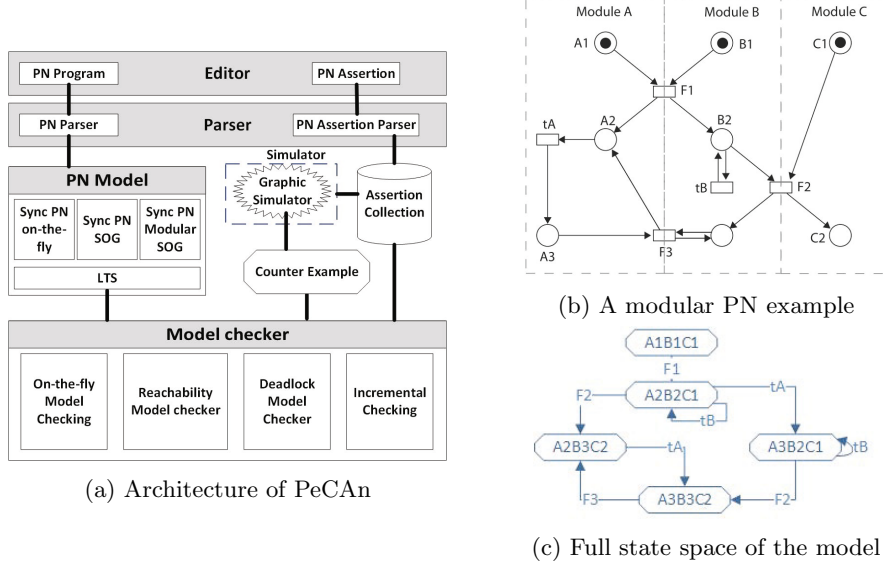 PN Program
Editor
PN Assertion
PN Parser
Parser
PN Assertion Parser
PN Model
Sync PN
on-the-
fly
Sync PN
SOG
Sync PN
Modular
SOG
LTS
Simulator
Graphic
Simulator
Assertion
Collection
Counter Example
Model checker
On-the-fly
Model
Checking
Reachability
Model checker
Deadlock
Model
Checker
Incremental
Checking
(a) Architecture of PeCAn
Module A
Module B
Module C
A1
B1
C1
F1
tA
A2
B2
tB
F2
A3
F3
C2
(b) A modular PN example
A1B1C1
F1
F2
A2B2C1
tA
tB
A2B3C2
tA
A3B2C1
tB
F3
A3B3C2
F2
(c) Full state space of the model